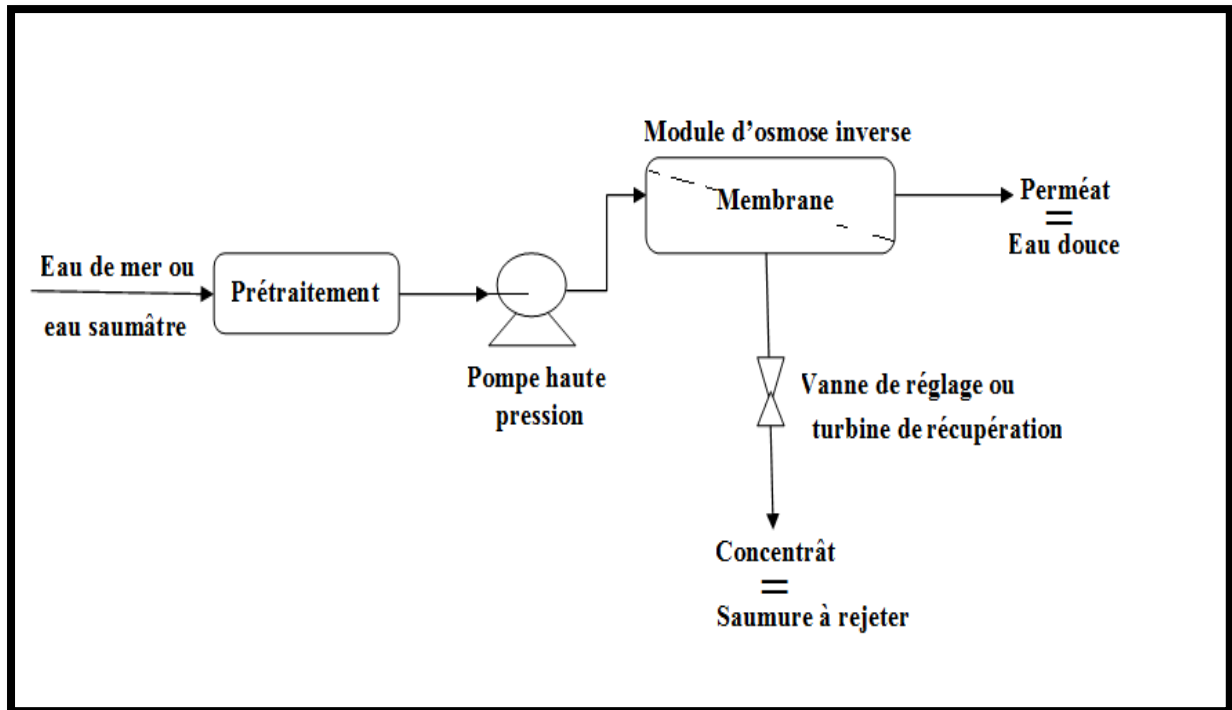 Module d'osmose inverse
Membrane
Perméat
=
Eau douce
Eau de mer ou
eau saumâtre
Prétraitement
Pompe haute
pression
Vanne de réglage ou
turbine de récupération
Concentrât
=
Saumure à rejeter